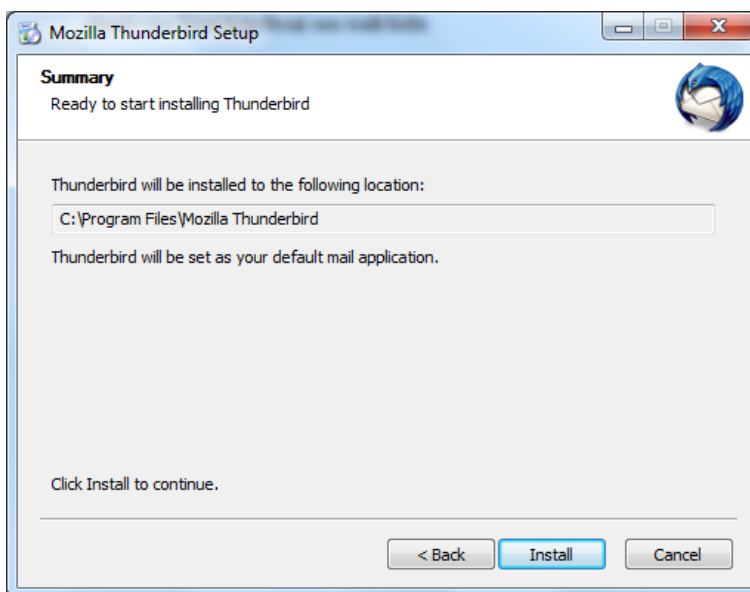 Mozilla Thunderbird Setup
Summary
Ready to start installing Thunderbird
Thunderbird will be installed to the following location:
C:\Program Files\Mozilla Thunderbird
Thunderbird will be set as your default mail application.
Click Install to continue.
< Back Install Cancel